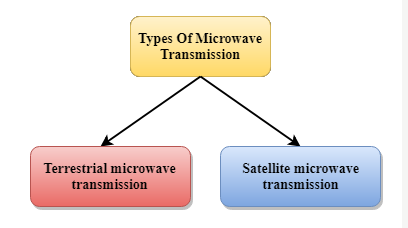 Types Of Microwave
Transmission
Terrestrial microwave
transmission
Satellite microwave
transmission